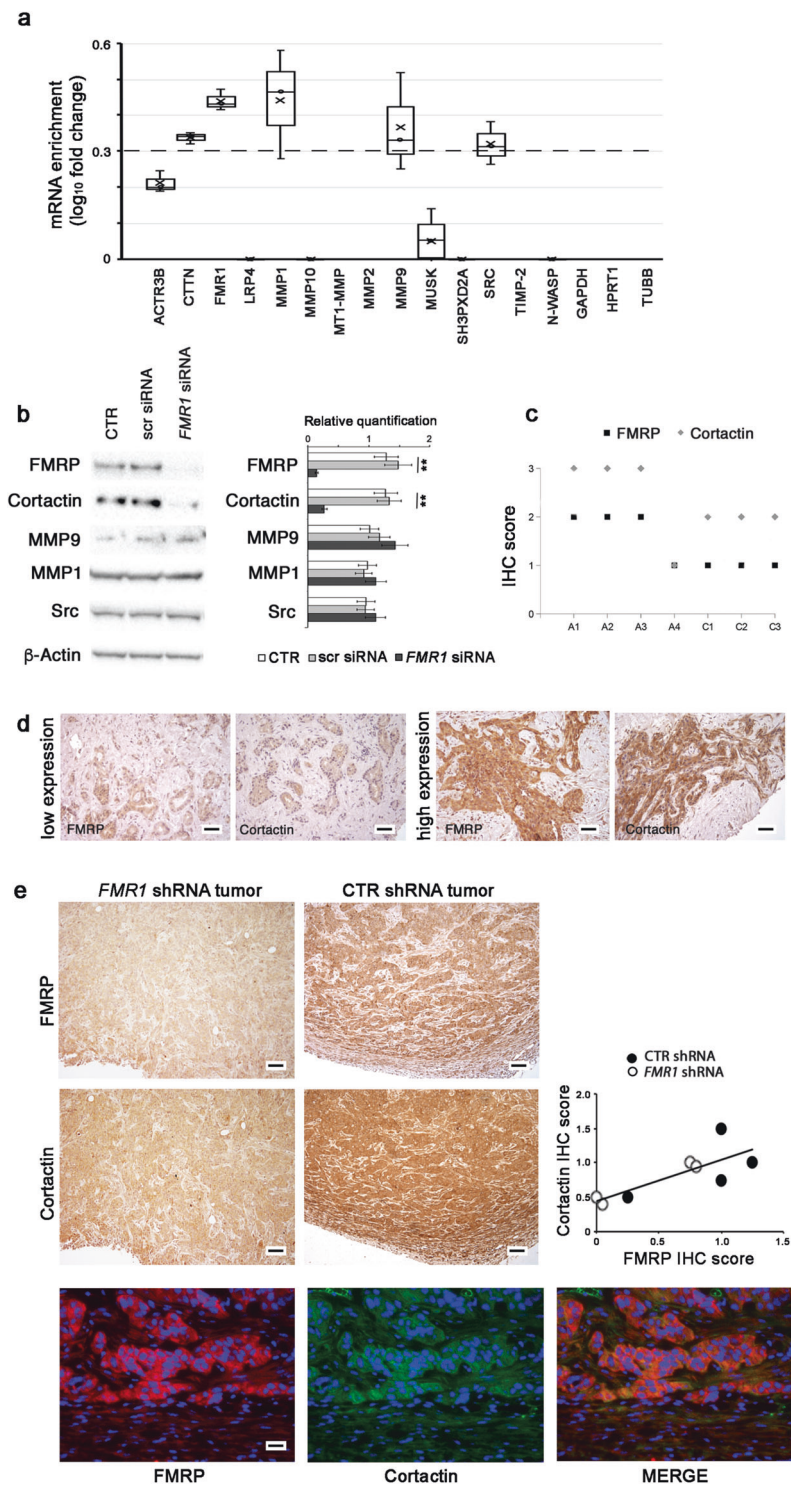 a
0.6
0.3
0
mRNA enrichment
(log10 fold change)
ACTR3B
CTTN
FMR1
LRP4
MMP1
MMP10
MT1-MMP
MMP2
MMP9
MUSK
SH3PXD2A
SRC
TIMP-2
N-WASP
GAPDH
HPRT1
TUBB
b
CTR
scr siRNA
FMR1 siRNA
FMRP
Cortactin
MMP9
MMP1
Src
β-Actin
Relative quantification
0 1 2
FMRP
**
Cortactin
**
MMP9
MMP1
Src
CTR scr siRNA FMR1 siRNA
c
FMRP Cortactin
IHC score
3
2
1
0
A1 A2 A3 A4 C1 C2 C3
d
low expression
FMRP
Cortactin
high expression
FMRP
Cortactin
e
FMR1 shRNA tumor
CTR shRNA tumor
FMRP
Cortactin
CTR shRNA
FMR1 shRNA
Cortactin IHC score
2.0
1.5
1.0
0.5
0.0
0.0 0.5 1.0 1.5
FMRP IHC score
FMRP
Cortactin
MERGE